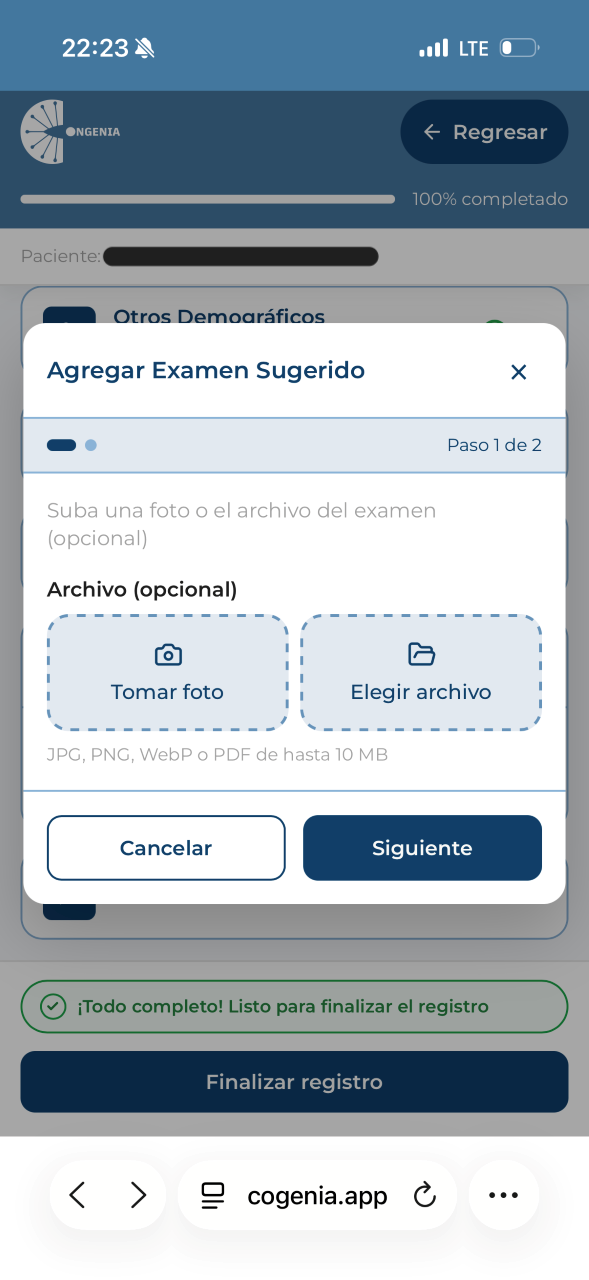 22:23
LTE
ONGENIA
Regresar
100% completado
Paciente:
Otros Demográficos
Agregar Examen Sugerido
Paso 1 de 2
Suba una foto o el archivo del examen
(opcional)
Archivo (opcional)
Tomar foto
Elegir archivo
JPG, PNG, WebP o PDF de hasta 10 MB
Cancelar
Siguiente
¡Todo completo! Listo para finalizar el registro
Finalizar registro
cogenia.app